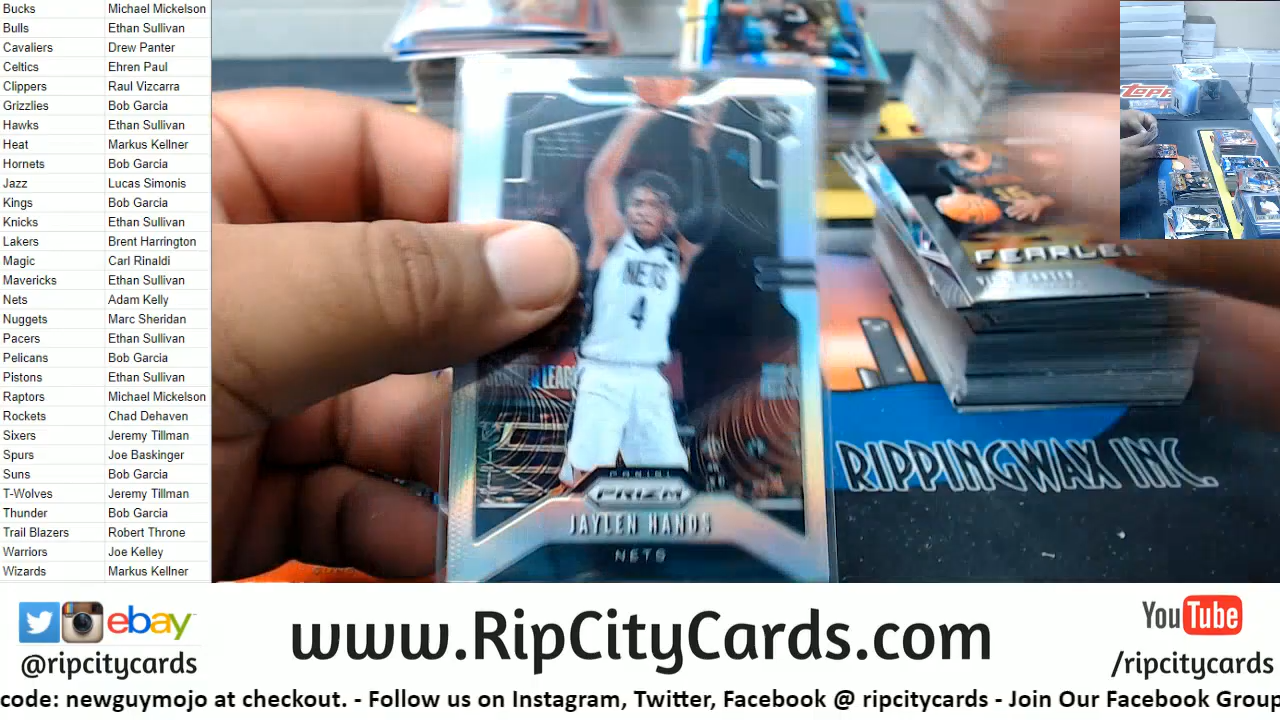 Bucks Michael Mickelson
Bulls Ethan Sullivan
Cavaliers Drew Panter
Celtics Ehren Paul
Clippers Raul Vizcarra
Grizzlies Bob Garcia
Hawks Ethan Sullivan
Heat Markus Kellner
Hornets Bob Garcia
Jazz Lucas Simonis
Kings Bob Garcia
Knicks Ethan Sullivan
Lakers Brent Harrington
Magic Carl Rinaldi
Mavericks Ethan Sullivan
Nets Adam Kelly
Nuggets Marc Sheridan
Pacers Ethan Sullivan
Pelicans Bob Garcia
Pistons Ethan Sullivan
Raptors Michael Mickelson
Rockets Chad Dehaven
Sixers Jeremy Tillman
Spurs Joe Baskinger
Suns Bob Garcia
T-Wolves Jeremy Tillman
Thunder Bob Garcia
Trail Blazers Robert Throne
Warriors Joe Kelley
Wizards Markus Kellner
NETS
4
PANINI
PRIZM
JAYLEN HANDS
NETS
FEARLE
RIPPINGWAX INC.
ebay
@ripcitycards
www.RipCityCards.com
YouTube
/ripcitycards
code: newguymojo at checkout. - Follow us on Instagram, Twitter, Facebook @ ripcitycards - Join Our Facebook Group